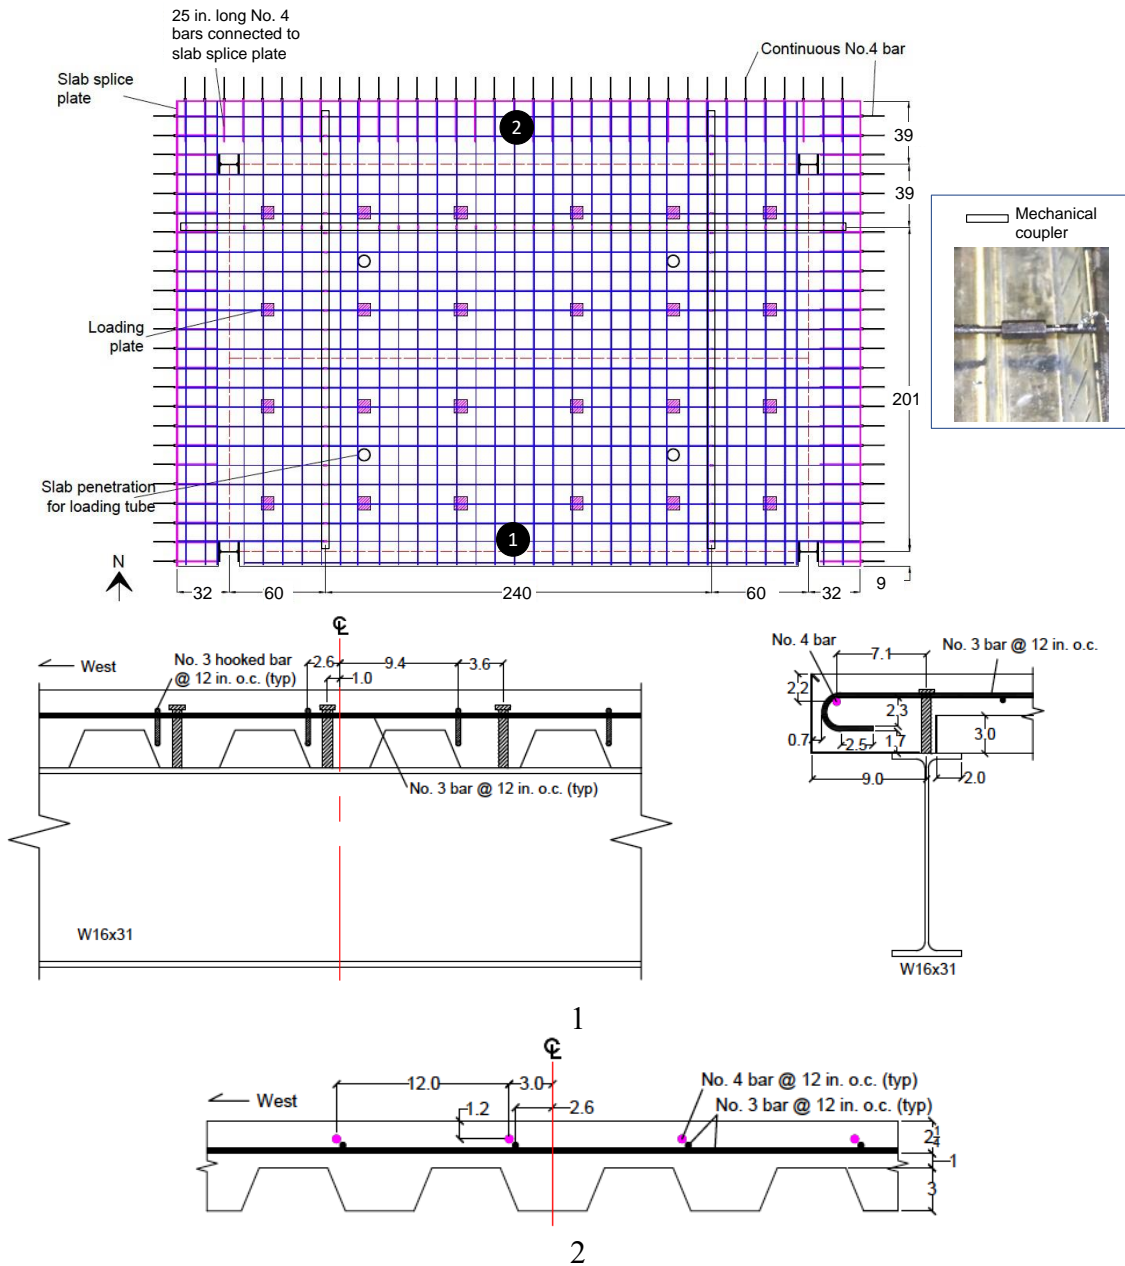 25 in. long No. 4
bars connected to
slab splice plate
Continuous No.4 bar
Slab splice
plate
2
39
39
Mechanical
coupler
Loading
plate
201
Slab penetration
for loading tube
1
N
32
60
240
60
32
9
℄
West
No. 3 hooked bar
@ 12 in. o.c. (typ)
2.6
9.4
3.6
1.0
No. 3 bar @ 12 in. o.c. (typ)
W16x31
No. 4 bar
7.1
No. 3 bar @ 12 in. o.c.
2.2
2.3
0.7
2.5
1.7
3.0
9.0
2.0
W16x31
1
℄
West
12.0
3.0
1.2
2.6
No. 4 bar @ 12 in. o.c. (typ)
No. 3 bar @ 12 in. o.c. (typ)
2 1/4
1
3
2